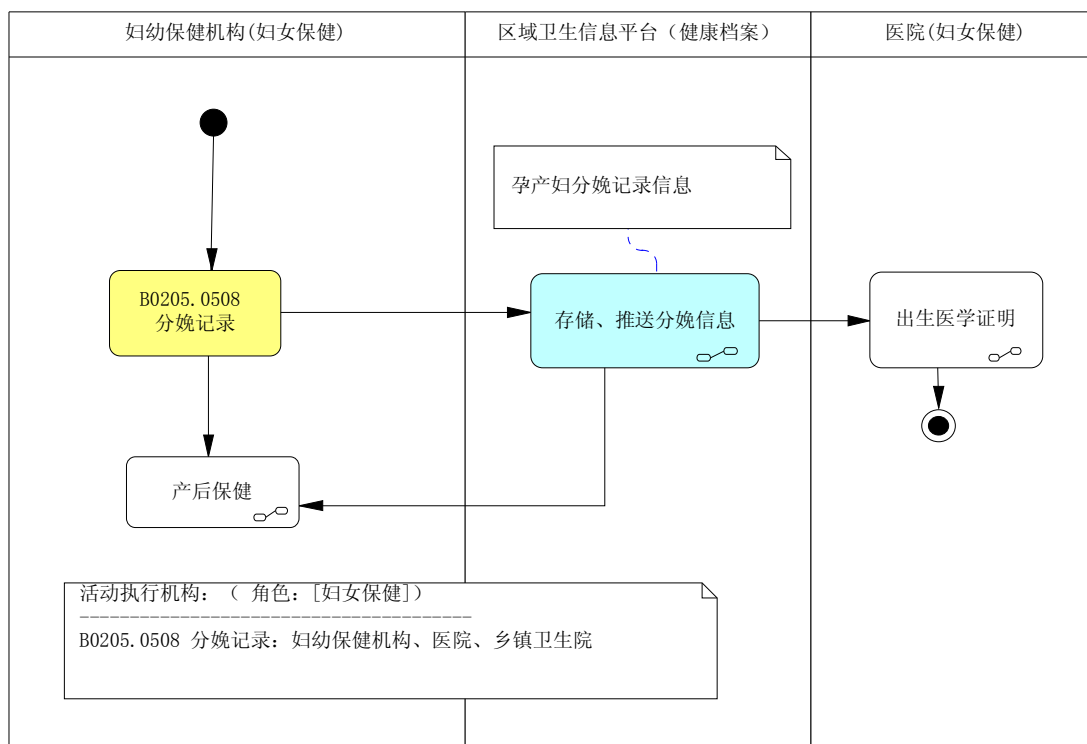 妇幼保健机构(妇女保健)
区域卫生信息平台（健康档案）
医院(妇女保健)
孕产妇分娩记录信息
B0205.0508
分娩记录
存储、推送分娩信息
出生医学证明
产后保健
活动执行机构: （ 角色: [妇女保健]）
---------------------------------------
B0205.0508 分娩记录: 妇幼保健机构、医院、乡镇卫生院